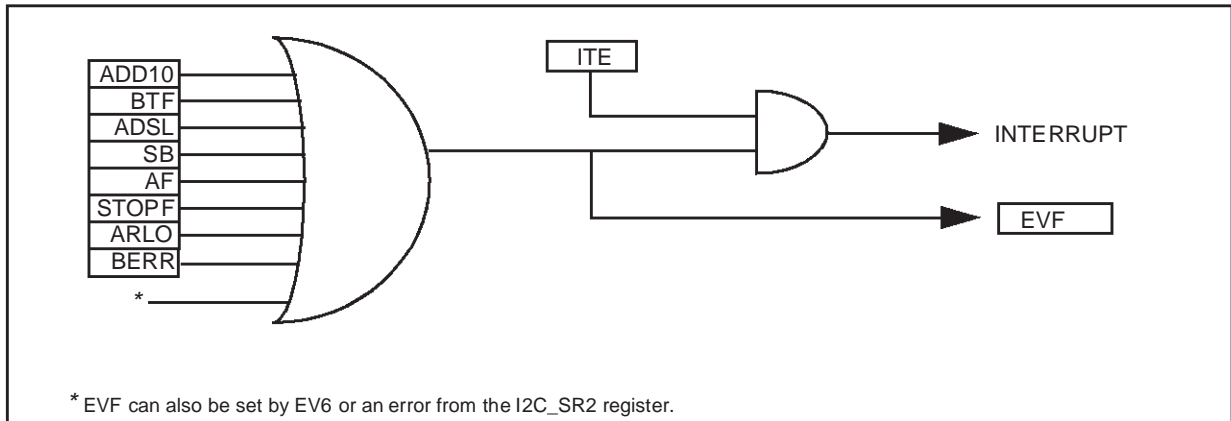 ITE
ADD10
BTF
ADSL
SB
AF
STOPF
ARLO
BERR
*
INTERRUPT
EVF
* EVF can also be set by EV6 or an error from the I2C_SR2 register.